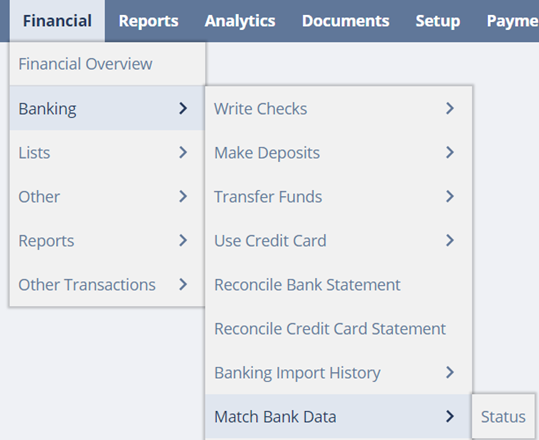 Financial Reports Analytics Documents Setup Payme
Financial Overview
Banking
Lists
Other
Reports
Other Transactions
Write Checks
Make Deposits
Transfer Funds
Use Credit Card
Reconcile Bank Statement
Reconcile Credit Card Statement
Banking Import History
Match Bank Data
Status